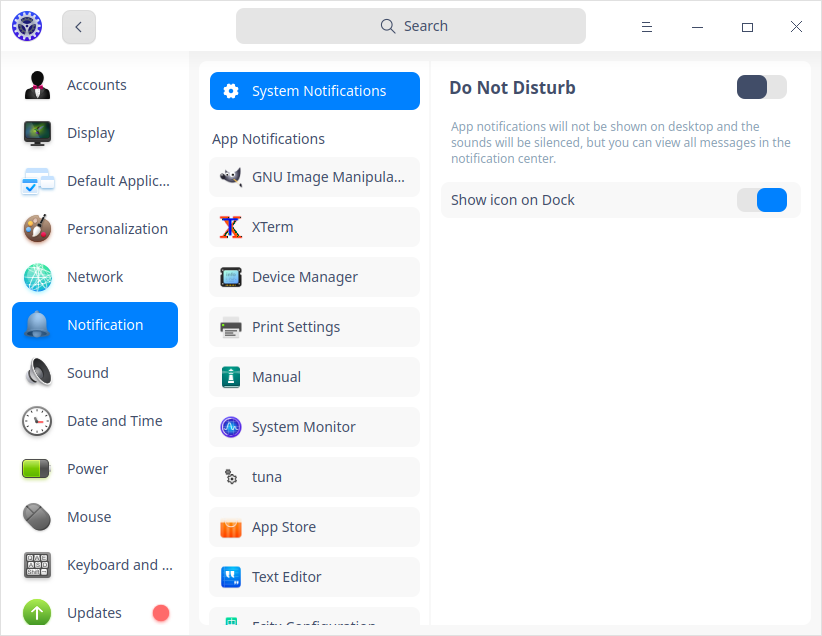 Search
Accounts
Display
Default Applic...
Personalization
Network
Notification
Sound
Date and Time
Power
Mouse
Keyboard and ...
Updates
System Notifications
App Notifications
GNU Image Manipula...
XTerm
Device Manager
Print Settings
Manual
System Monitor
tuna
App Store
Text Editor
Fcitx Configuration
Do Not Disturb
App notifications will not be shown on desktop and the
sounds will be silenced, but you can view all messages in the
notification center.
Show icon on Dock